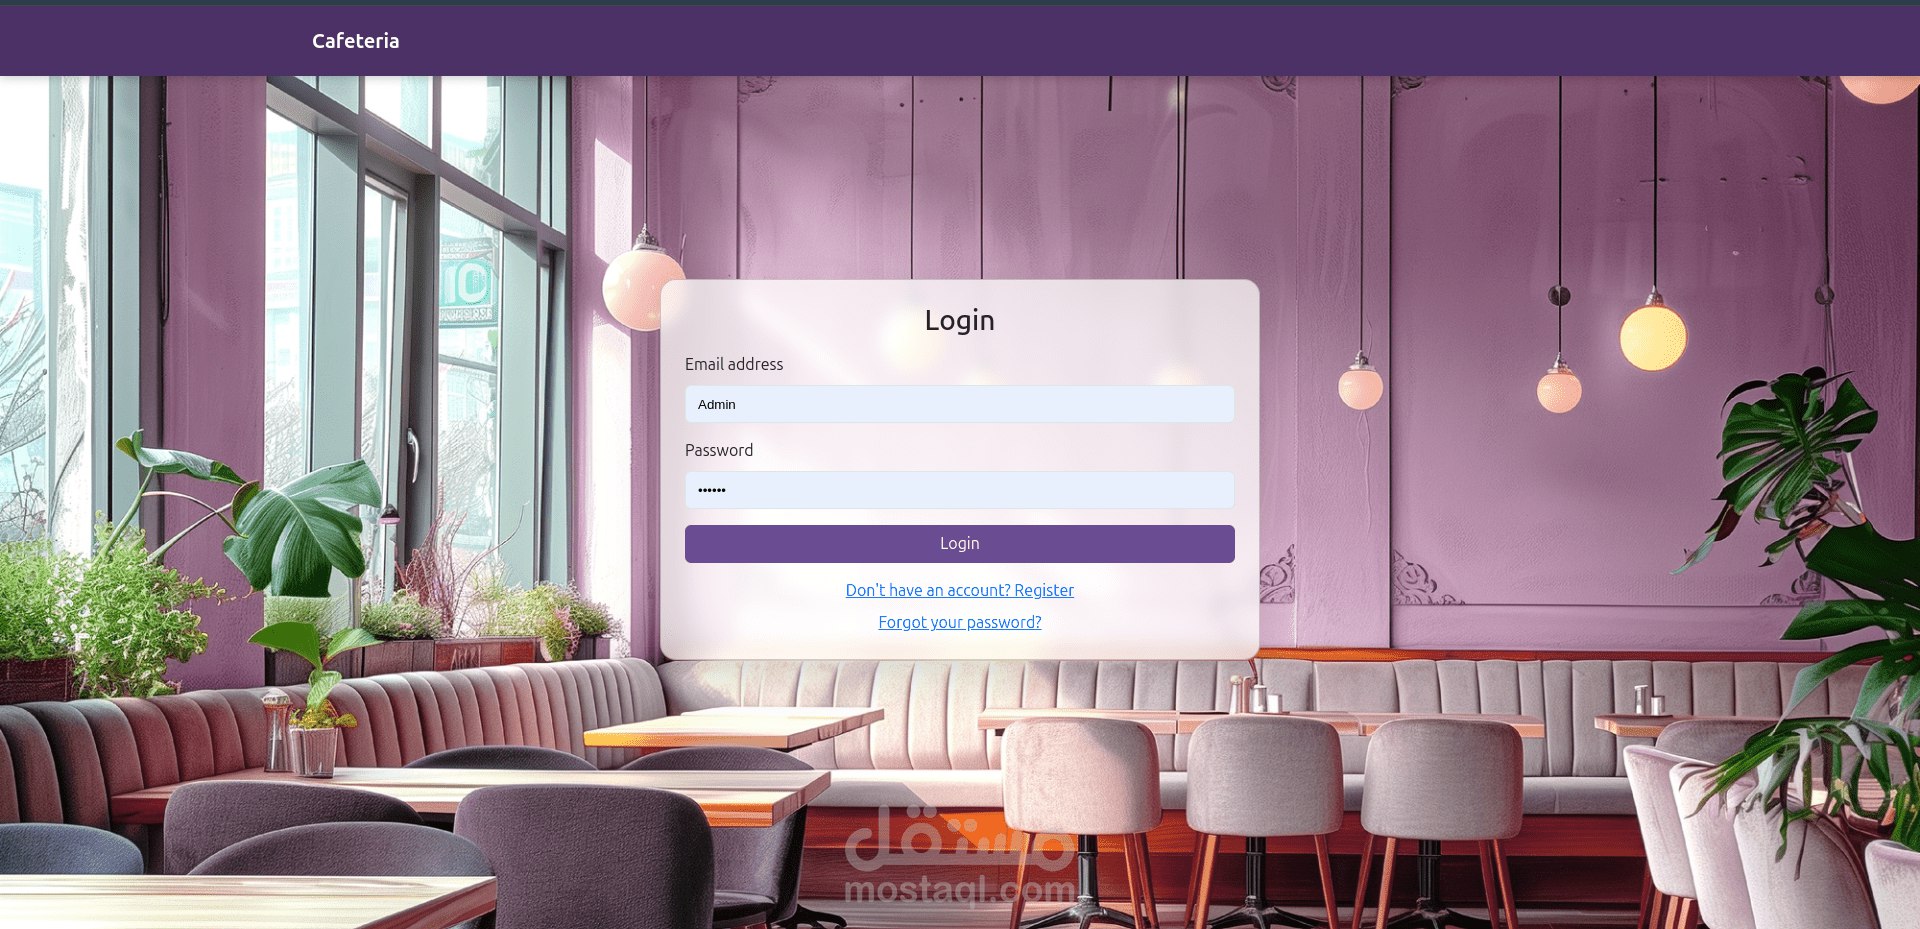 Cafeteria
Login
Email address
Admin
Password
••••••
Login
Don't have an account? Register
Forgot your password?
مستقل
mostaql.com